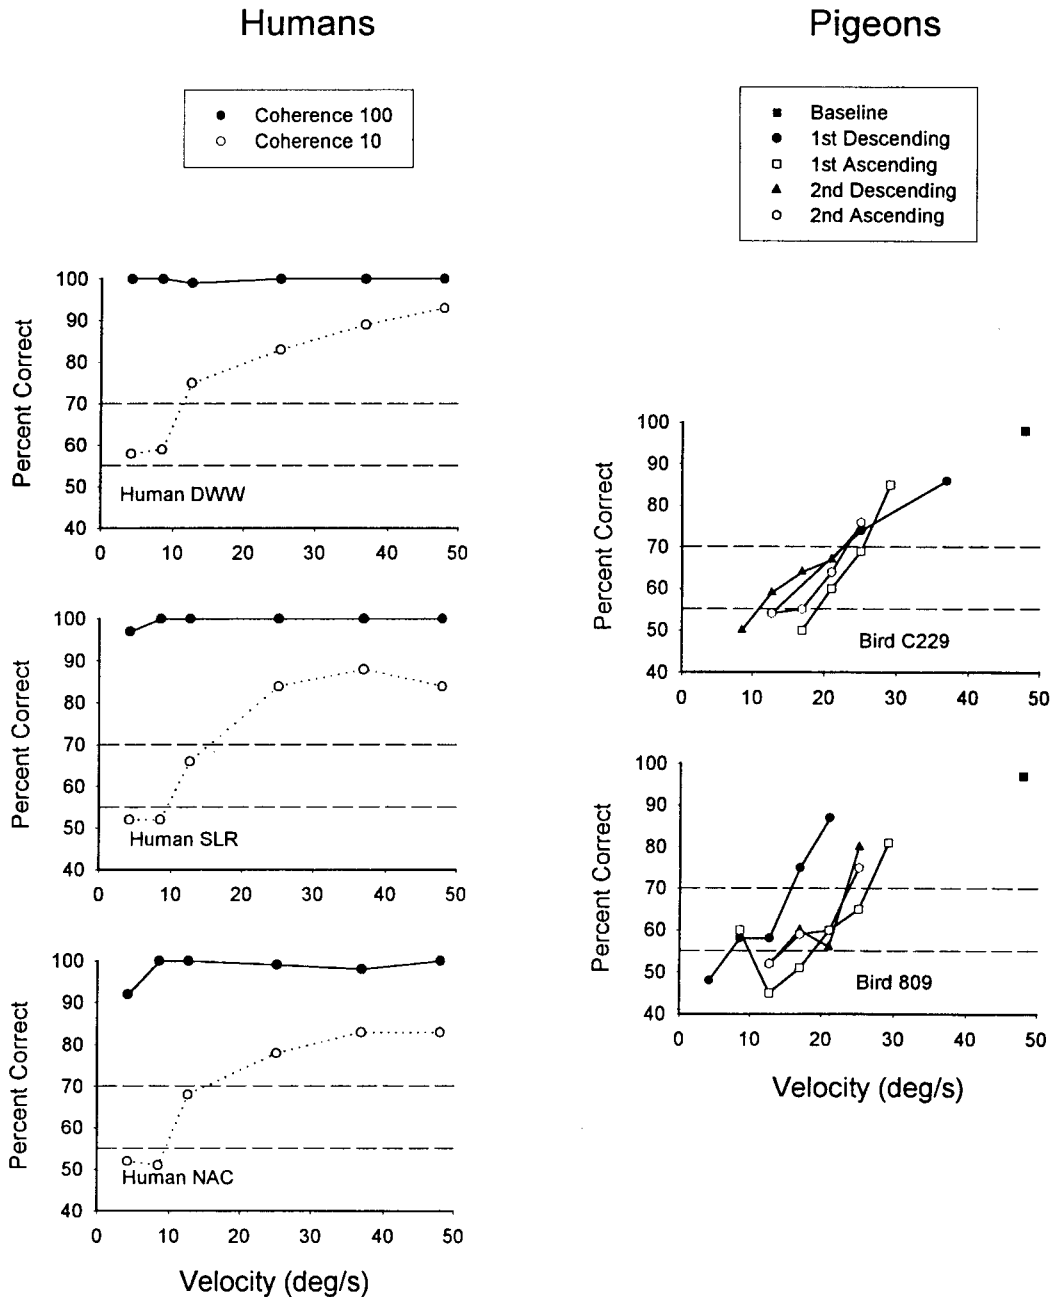 Humans
Coherence 100
Coherence 10
100
90
80
70
60
50
40
Percent Correct
Human DWW
0 10 20 30 40 50
100
90
80
70
60
50
40
Percent Correct
Human SLR
0 10 20 30 40 50
100
90
80
70
60
50
40
Percent Correct
Human NAC
0 10 20 30 40 50
Velocity (deg/s)
Pigeons
Baseline
1st Descending
1st Ascending
2nd Descending
2nd Ascending
100
90
80
70
60
50
40
Percent Correct
Bird C229
0 10 20 30 40 50
100
90
80
70
60
50
40
Percent Correct
Bird 809
0 10 20 30 40 50
Velocity (deg/s)